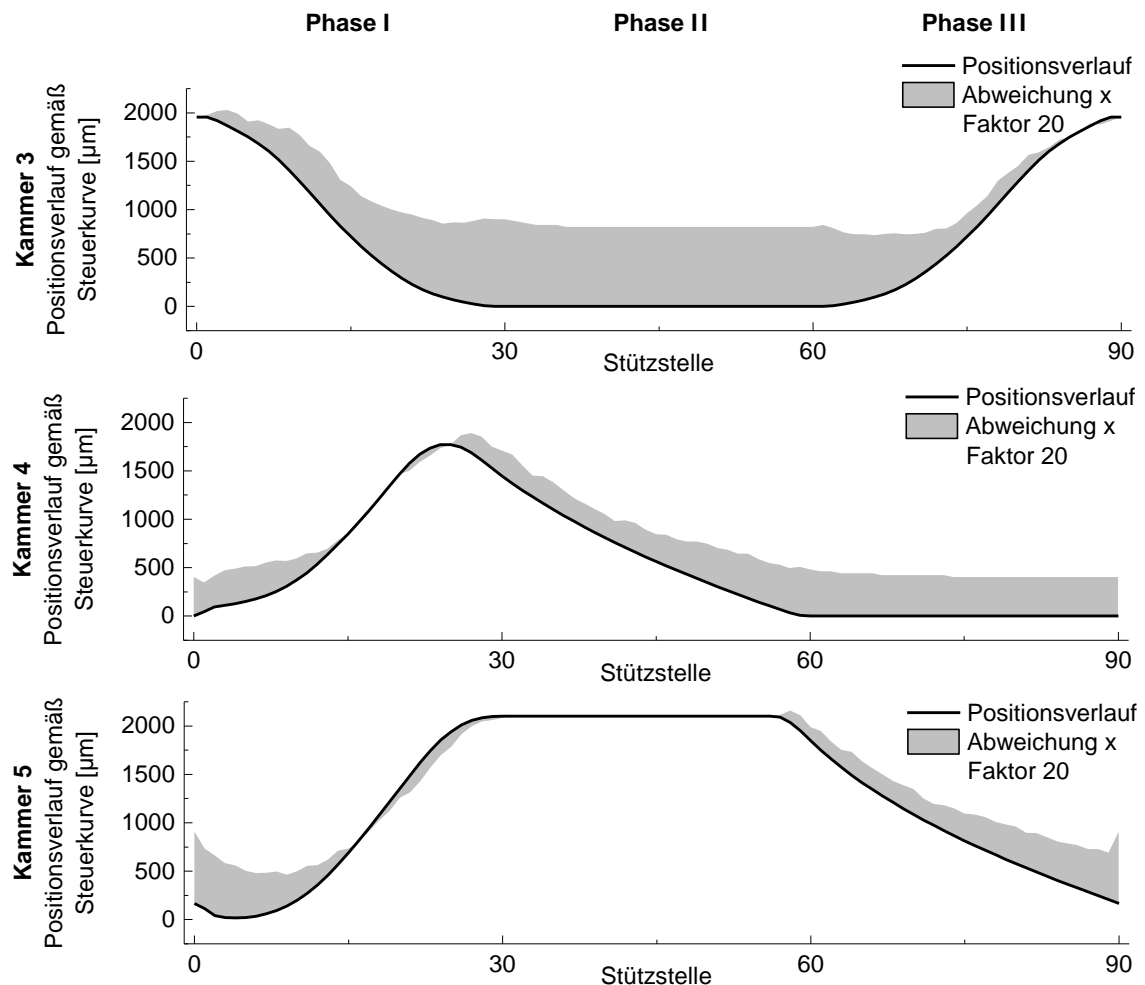 Phase I Phase II Phase III
Kammer 3
Positionsverlauf gemäß
Steuerkurve [µm]
2000
1500
1000
500
0
Positionsverlauf
Abweichung x
Faktor 20
0 30 60 90
Stützstelle
Kammer 4
Positionsverlauf gemäß
Steuerkurve [µm]
2000
1500
1000
500
0
Positionsverlauf
Abweichung x
Faktor 20
0 30 60 90
Stützstelle
Kammer 5
Positionsverlauf gemäß
Steuerkurve [µm]
2000
1500
1000
500
0
Positionsverlauf
Abweichung x
Faktor 20
0 30 60 90
Stützstelle